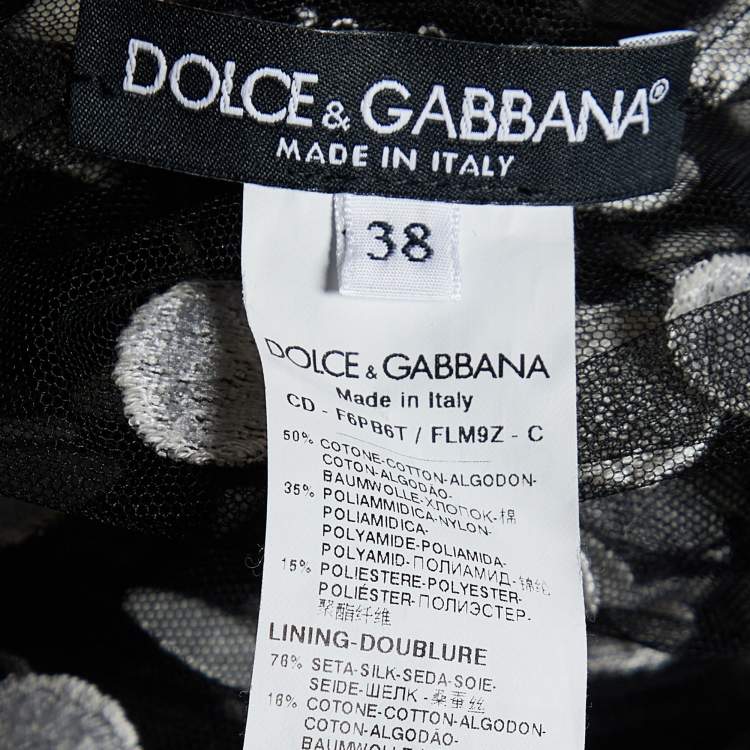 DOLCE & GABBANA®
MADE IN ITALY
38
DOLCE & GABBANA
Made in Italy
CD - F6PB6T / FLM9Z - C
50% COTONE-COTTON-ALGODON-
COTON-ALGODÃO-
BAUMWOLLE-ХЛОПОК-棉
35% POLIAMMIDICA-NYLON-
POLIAMIDICA-
POLYAMIDE-POLIAMIDA-
POLYAMID-ПОЛИАМИД-锦纶
15% POLIESTERE-POLYESTER-
POLIÉSTER-ПОЛИЭСТЕР-
聚酯纤维
LINING-DOUBLURE
76% SETA-SILK-SEDA-SOIE-
SEIDE-ШЕЛК-桑蚕丝
16% COTONE-COTTON-ALGODON-
COTON-ALGODÃO-
BAUMWOLLE